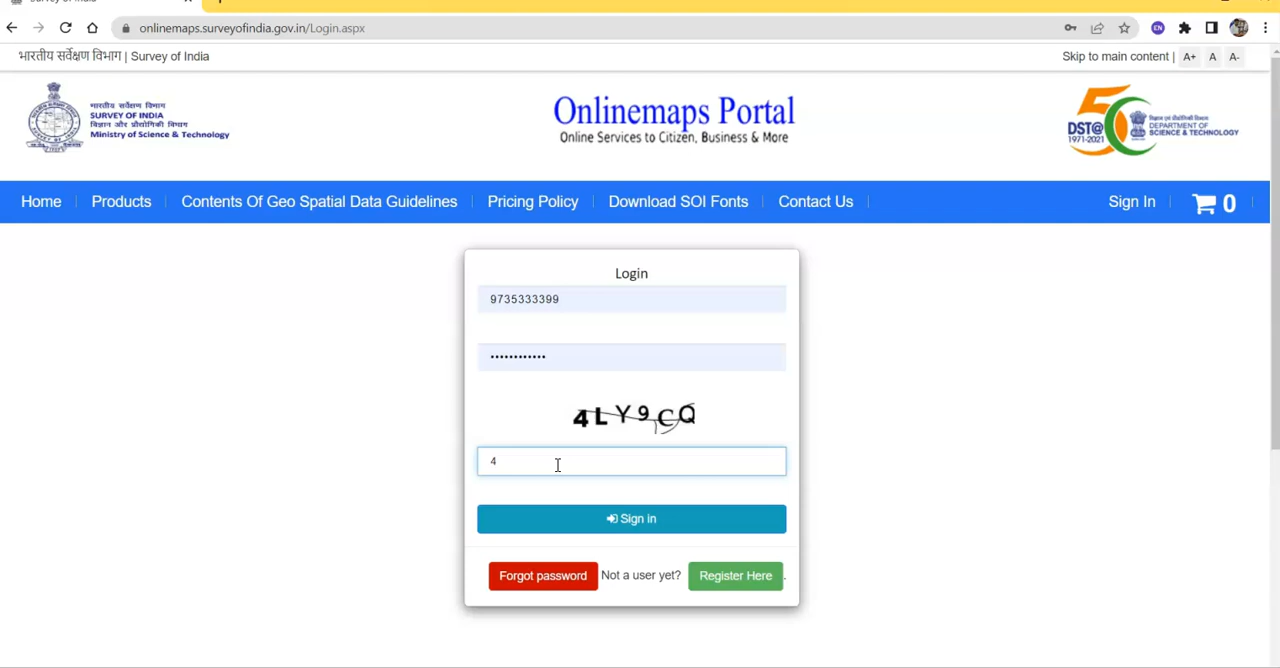 onlinemaps.surveyofindia.gov.in/Login.aspx
EN
भारतीय सर्वेक्षण विभाग | Survey of India
Skip to main content | A+ A A-
भारतीय सर्वेक्षण विभाग
SURVEY OF INDIA
विज्ञान और प्रौद्योगिकी विभाग
Ministry of Science & Technology
Onlinemaps Portal
Online Services to Citizen, Business & More
50
DST@
1971-2021
DEPARTMENT OF
SCIENCE & TECHNOLOGY
Home
Products
Contents Of Geo Spatial Data Guidelines
Pricing Policy
Download SOI Fonts
Contact Us
Sign In
0
Login
9735333399
••••••••••••
4LY9CQ
4
Sign in
Forgot password Not a user yet? Register Here .